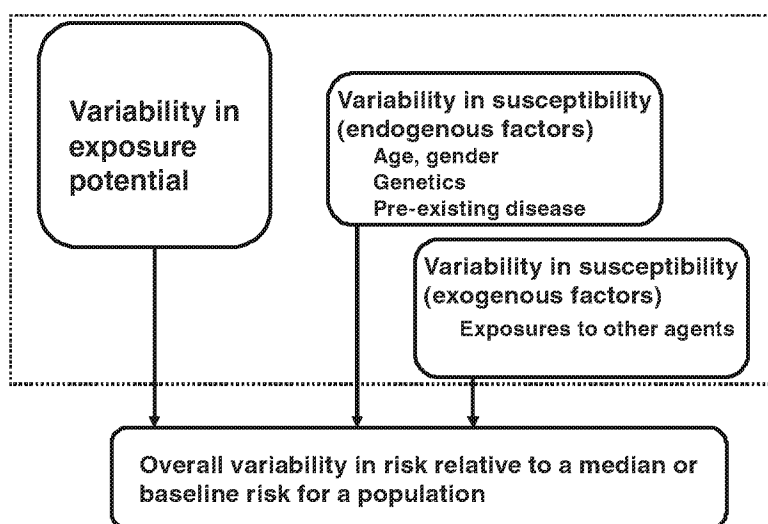 Variability in
exposure
potential
Variability in susceptibility
(endogenous factors)
Age, gender
Genetics
Pre-existing disease
Variability in susceptibility
(exogenous factors)
Exposures to other agents
Overall variability in risk relative to a median or
baseline risk for a population